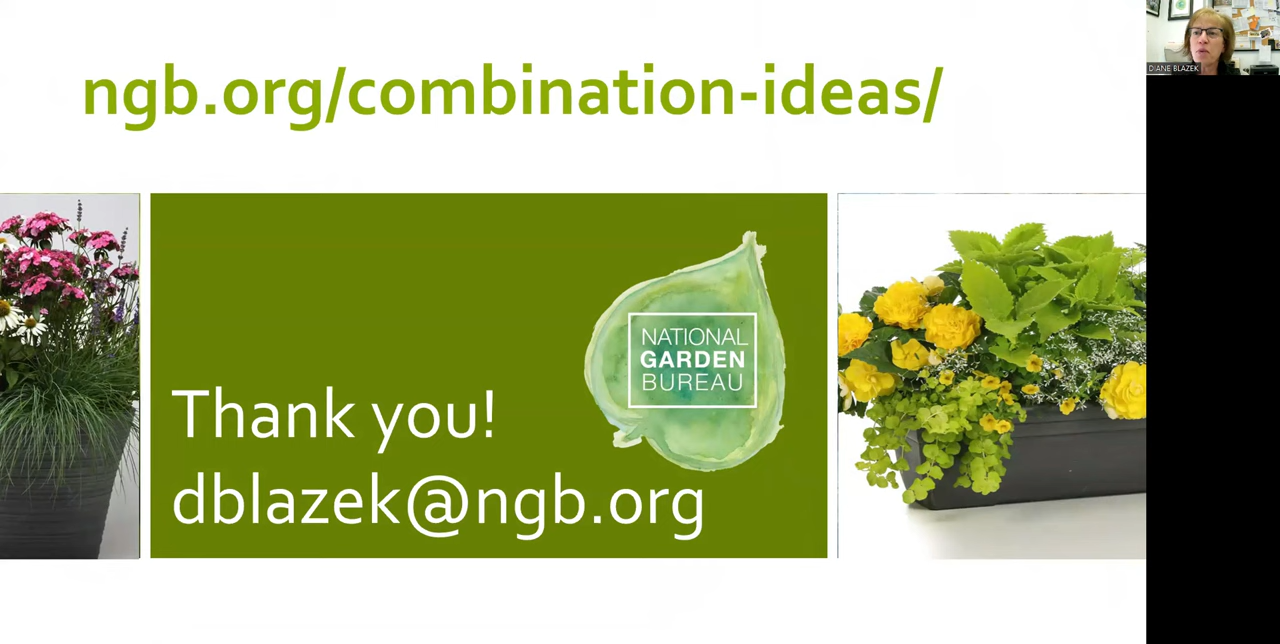 ngb.org/combination-ideas/
DIANE BLAZEK
NATIONAL
GARDEN
BUREAU
Thank you!
dblazek@ngb.org